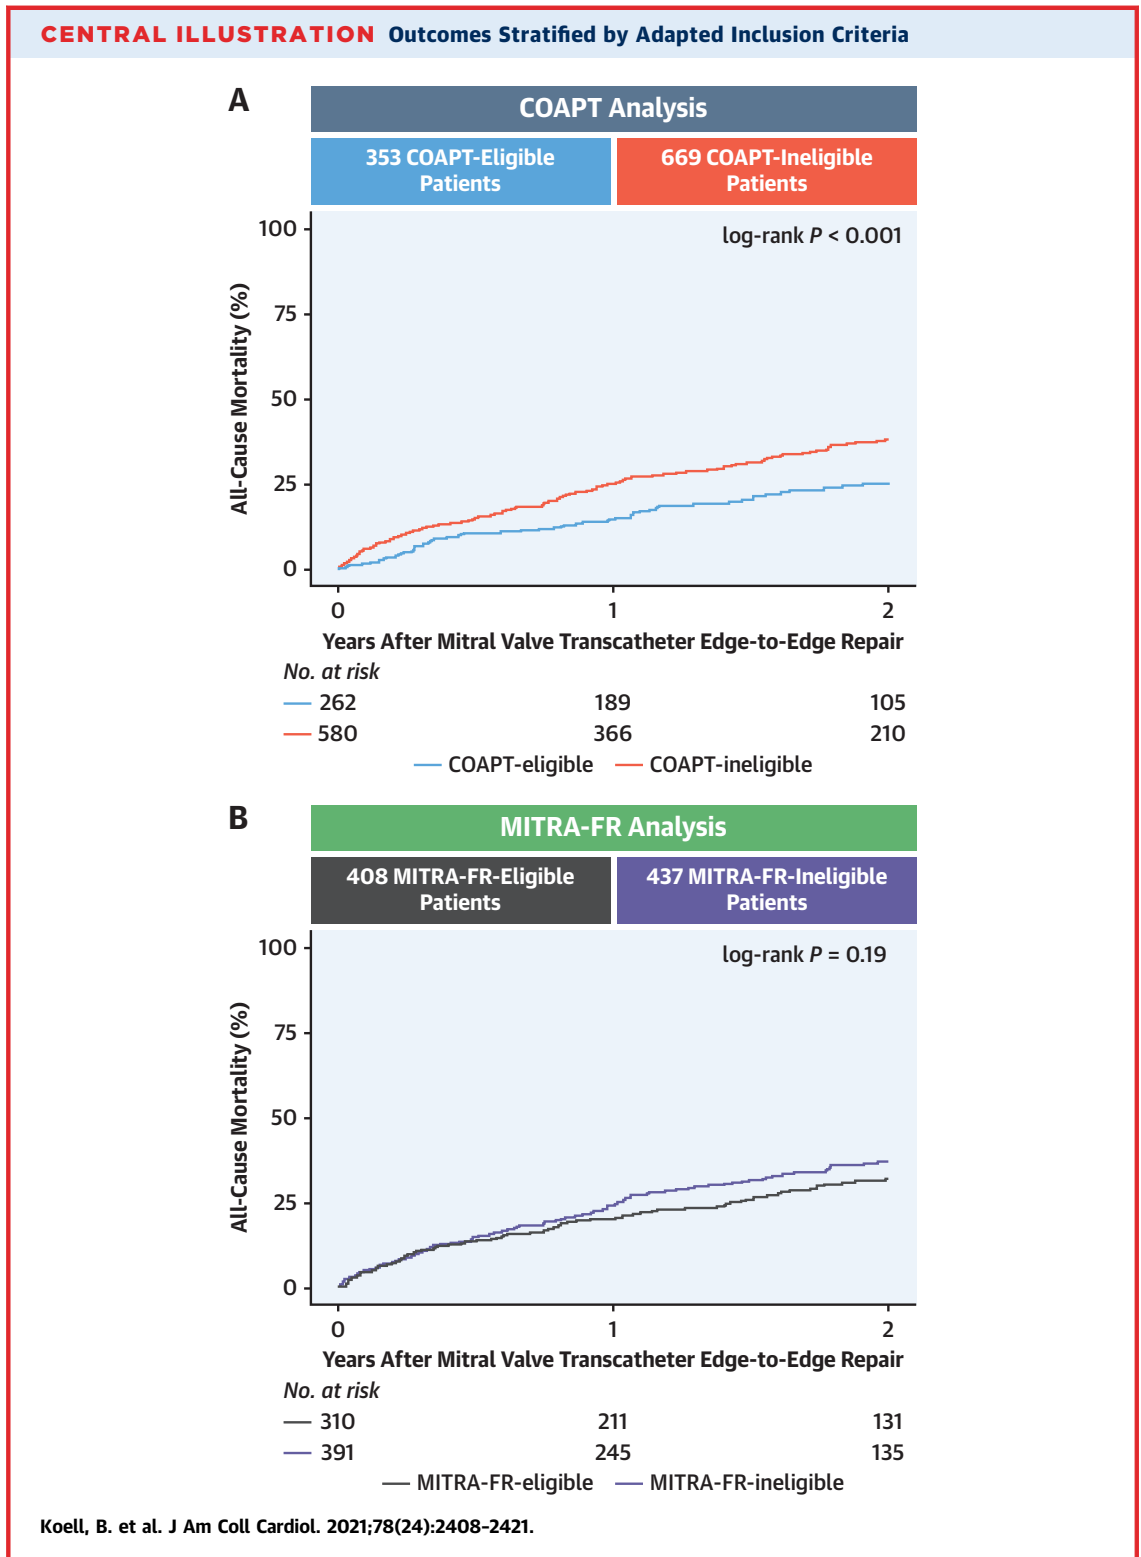 CENTRAL ILLUSTRATION Outcomes Stratified by Adapted Inclusion Criteria
A
COAPT Analysis
353 COAPT-Eligible
Patients
669 COAPT-Ineligible
Patients
log-rank P < 0.001
All-Cause Mortality (%)
100
75
50
25
0
0 1 2
Years After Mitral Valve Transcatheter Edge-to-Edge Repair
No. at risk
262 189 105
580 366 210
COAPT-eligible COAPT-ineligible
B
MITRA-FR Analysis
408 MITRA-FR-Eligible
Patients
437 MITRA-FR-Ineligible
Patients
log-rank P = 0.19
All-Cause Mortality (%)
100
75
50
25
0
0 1 2
Years After Mitral Valve Transcatheter Edge-to-Edge Repair
No. at risk
310 211 131
391 245 135
MITRA-FR-eligible MITRA-FR-ineligible
Koell, B. et al. J Am Coll Cardiol. 2021;78(24):2408–2421.